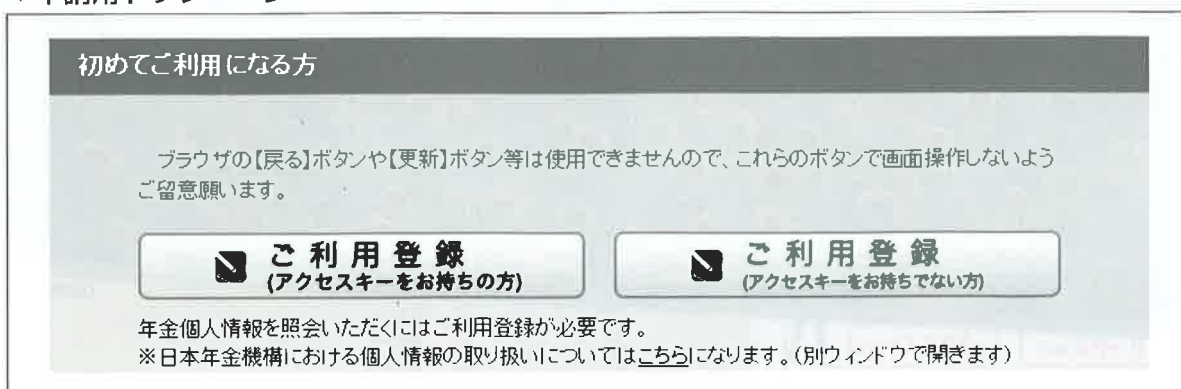 初めてご利用になる方
ブラウザの【戻る】ボタンや【更新】ボタン等は使用できませんので、これらのボタンで画面操作しないよう
ご留意願います。
ご利用登録
(アクセスキーをお持ちの方)
ご利用登録
(アクセスキーをお持ちでない方)
年金個人情報を照会いただくにはご利用登録が必要です。
※日本年金機構における個人情報の取り扱いについてはこちらになります。(別ウィンドウで開きます)